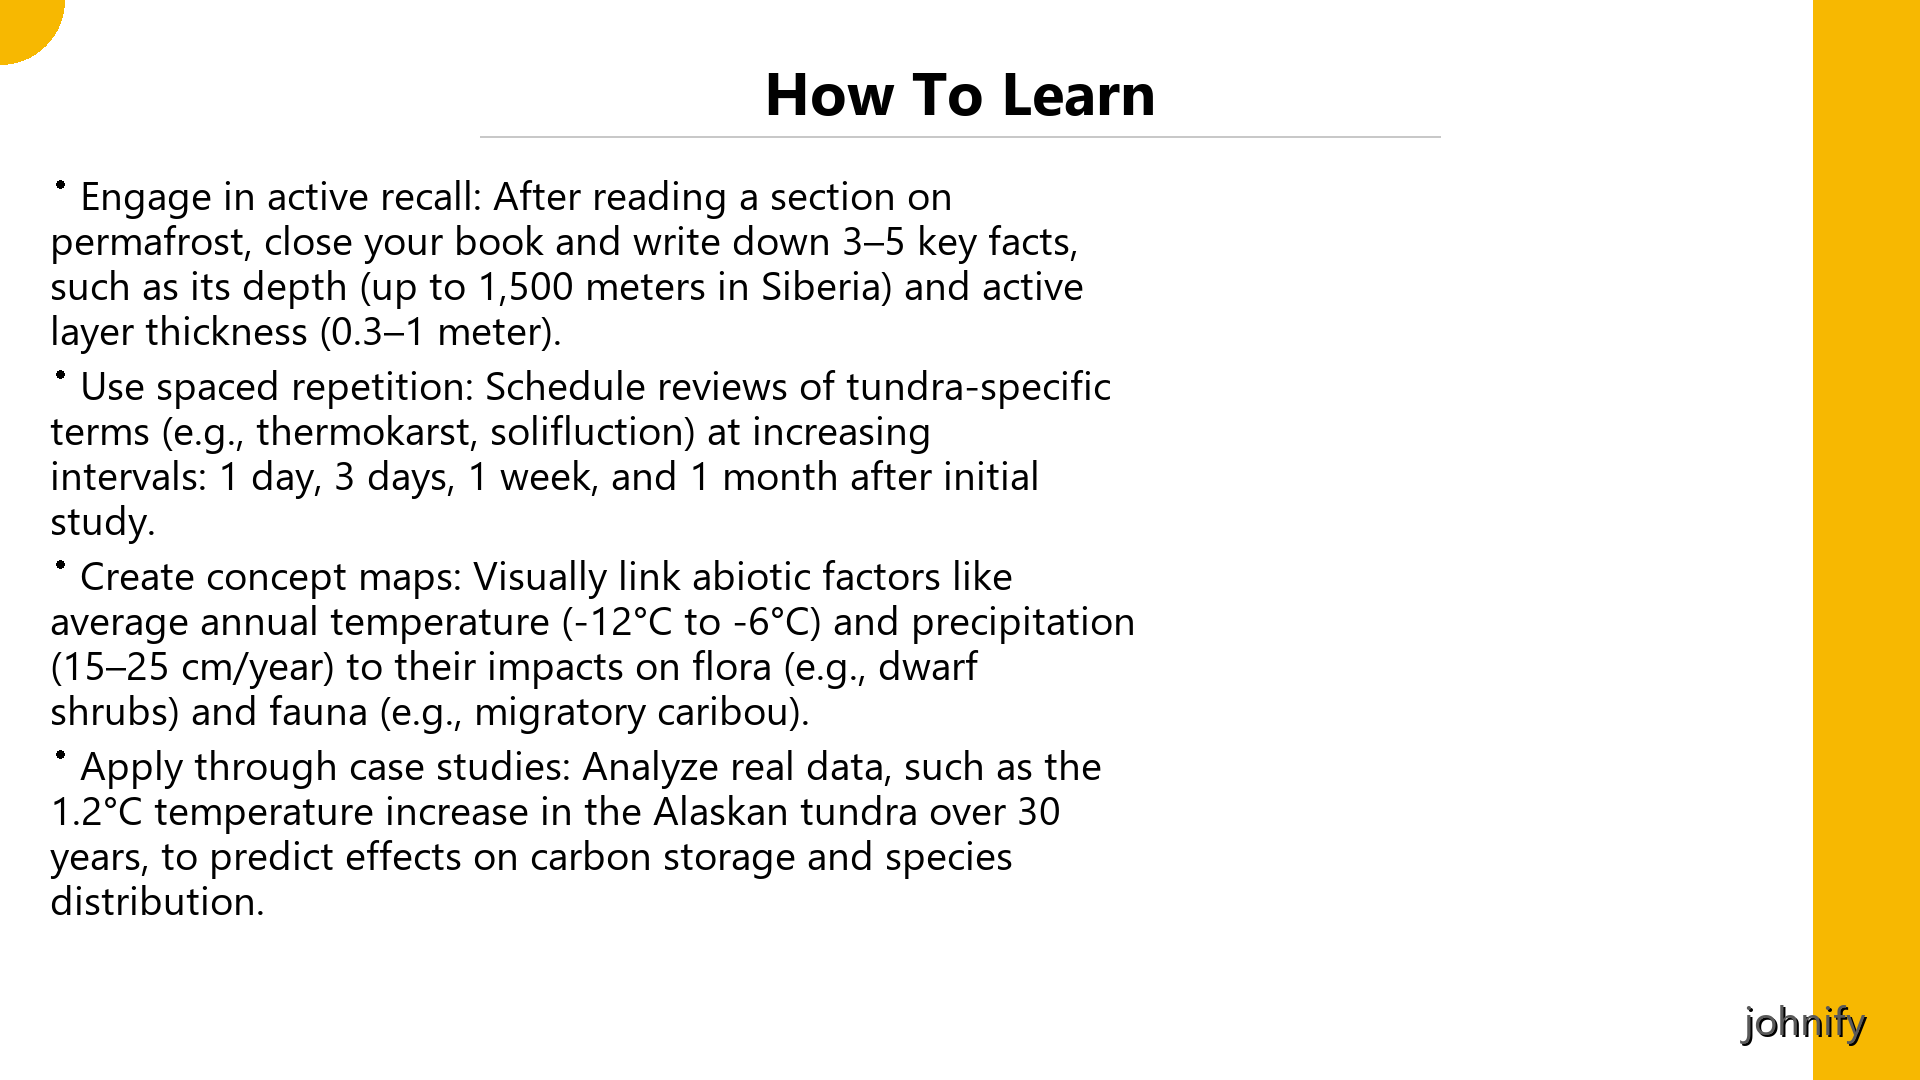 How To Learn
• Engage in active recall: After reading a section on
permafrost, close your book and write down 3–5 key facts,
such as its depth (up to 1,500 meters in Siberia) and active
layer thickness (0.3–1 meter).
• Use spaced repetition: Schedule reviews of tundra-specific
terms (e.g., thermokarst, solifluction) at increasing
intervals: 1 day, 3 days, 1 week, and 1 month after initial
study.
• Create concept maps: Visually link abiotic factors like
average annual temperature (-12°C to -6°C) and precipitation
(15–25 cm/year) to their impacts on flora (e.g., dwarf
shrubs) and fauna (e.g., migratory caribou).
• Apply through case studies: Analyze real data, such as the
1.2°C temperature increase in the Alaskan tundra over 30
years, to predict effects on carbon storage and species
distribution.
johnify